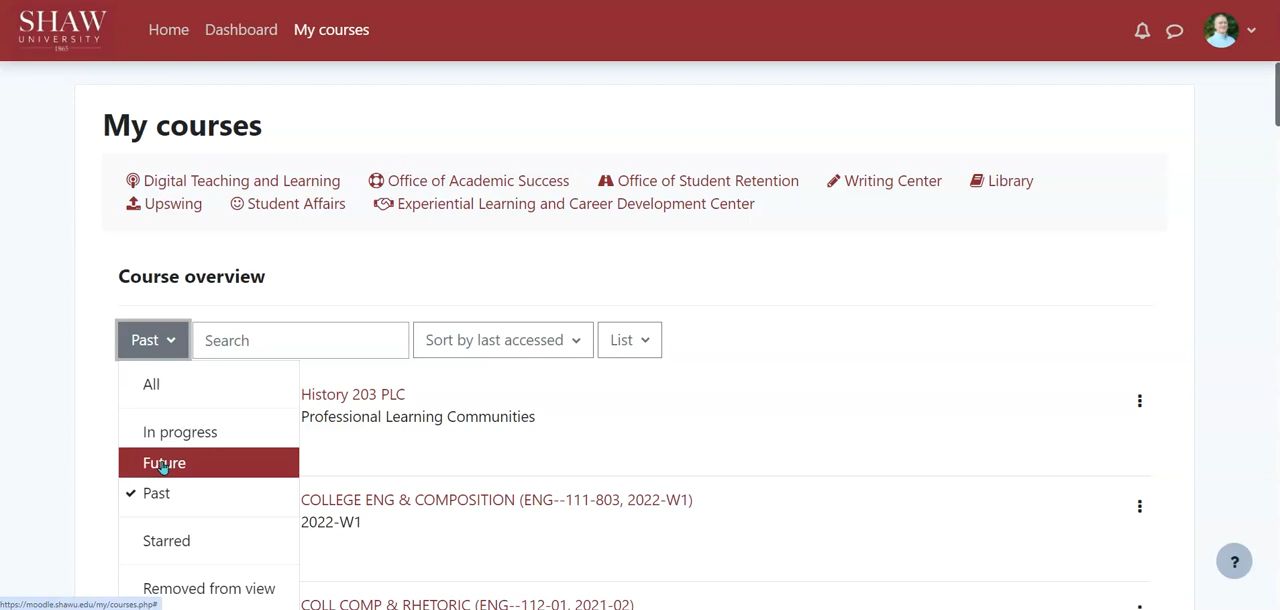 SHAW
UNIVERSITY
1865
Home Dashboard My courses
My courses
Digital Teaching and Learning Office of Academic Success Office of Student Retention Writing Center Library
Upswing Student Affairs Experiential Learning and Career Development Center
Course overview
Past Search Sort by last accessed List
All
In progress
Future
Past
Starred
Removed from view
History 203 PLC
Professional Learning Communities
COLLEGE ENG & COMPOSITION (ENG--111-803, 2022-W1)
2022-W1
COLL COMP & RHETORIC (ENG--112-01, 2021-02)
?
https://moodle.shawu.edu/my/courses.php#